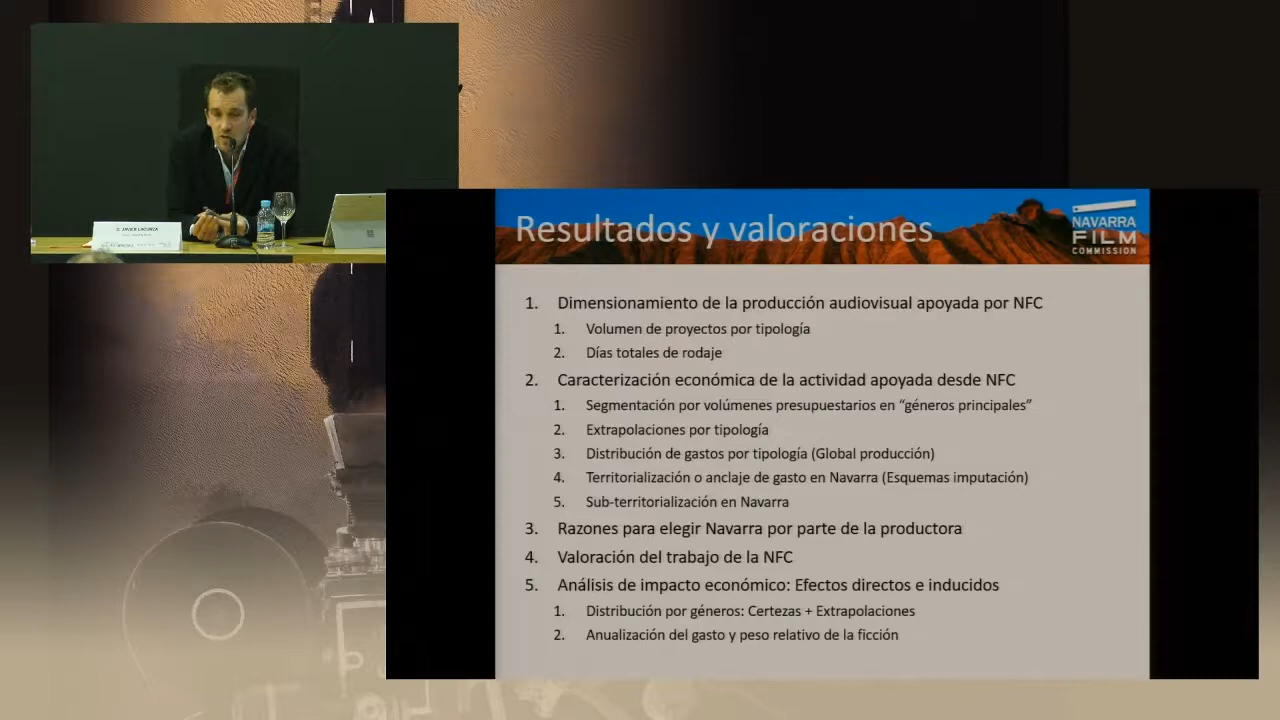 D. JAVIER LACUNZA
Resultados y valoraciones
NAVARRA
FILM
COMMISSION
1. Dimensionamiento de la producción audiovisual apoyada por NFC
1. Volumen de proyectos por tipología
2. Días totales de rodaje
2. Caracterización económica de la actividad apoyada desde NFC
1. Segmentación por volúmenes presupuestarios en “géneros principales”
2. Extrapolaciones por tipología
3. Distribución de gastos por tipología (Global producción)
4. Territorialización o anclaje de gasto en Navarra (Esquemas imputación)
5. Sub-territorialización en Navarra
3. Razones para elegir Navarra por parte de la productora
4. Valoración del trabajo de la NFC
5. Análisis de impacto económico: Efectos directos e inducidos
1. Distribución por géneros: Certezas + Extrapolaciones
2. Anualización del gasto y peso relativo de la ficción